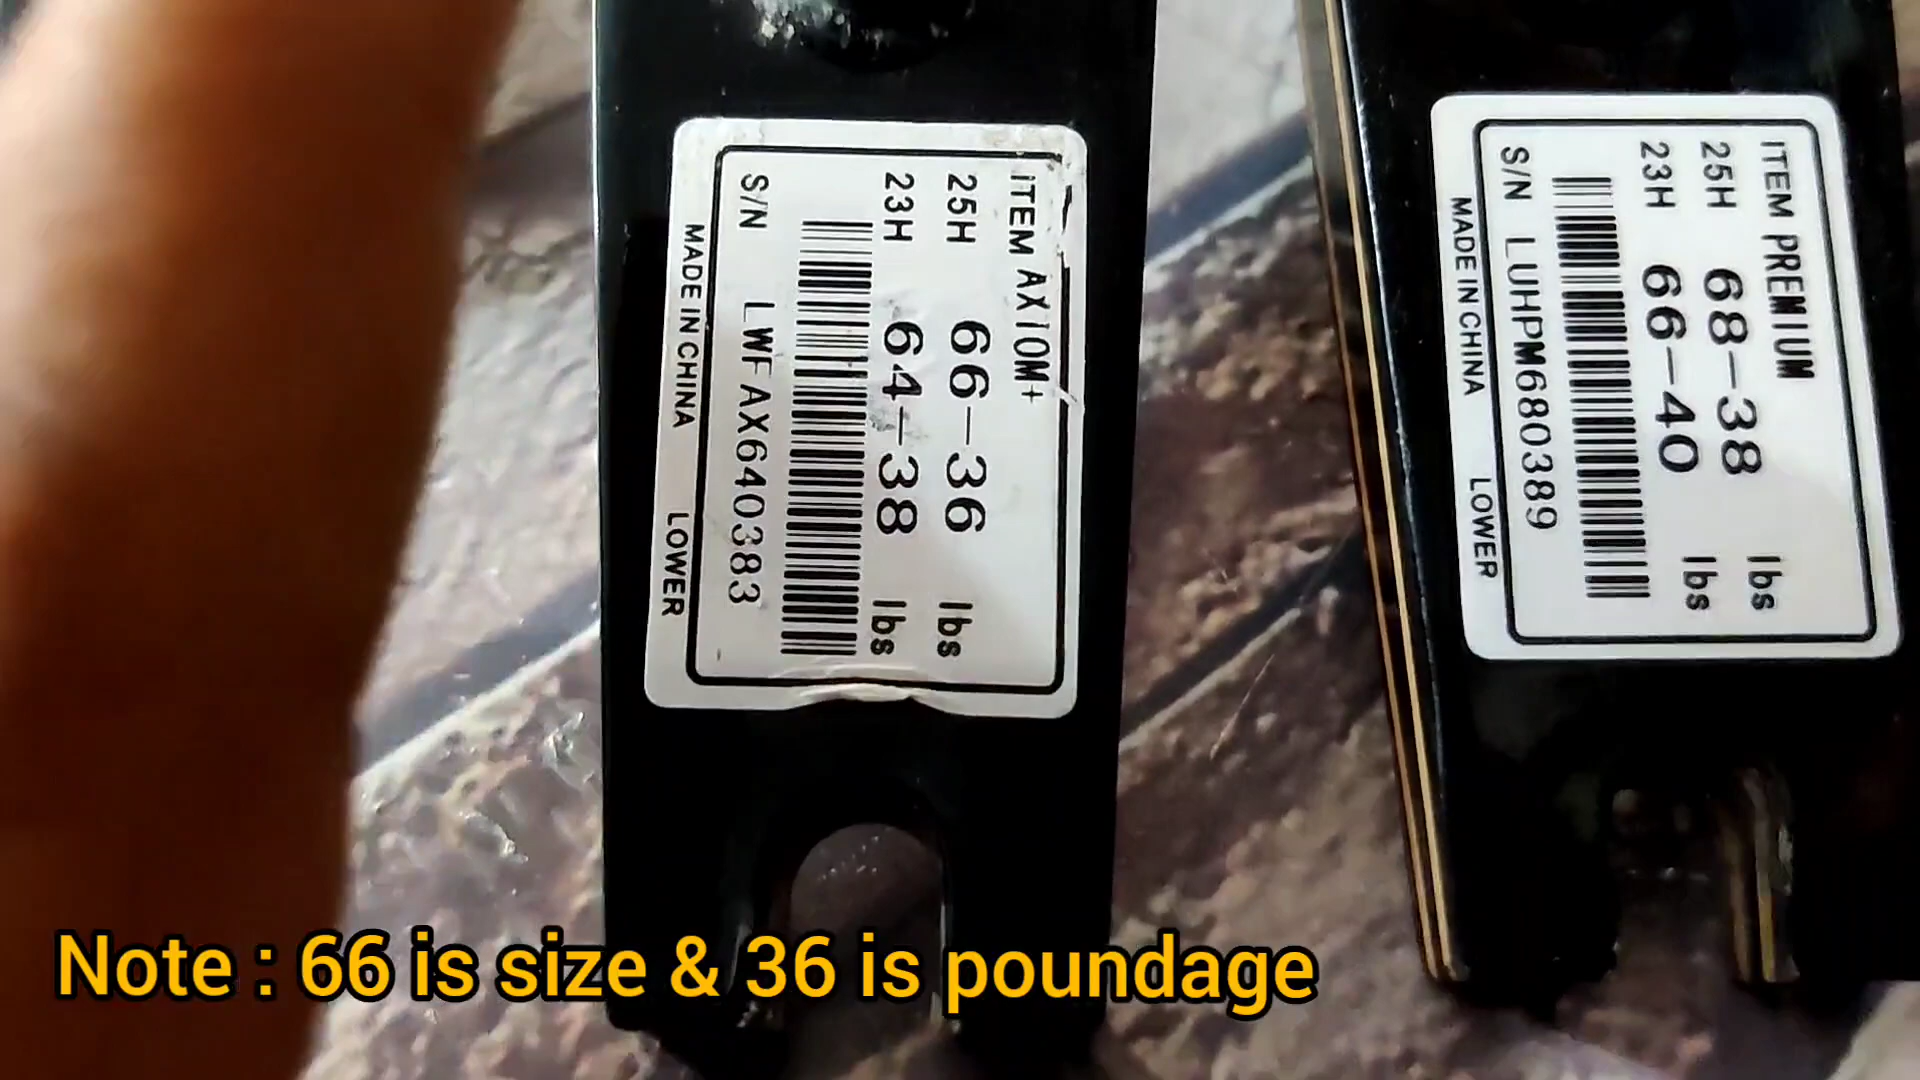 ITEM AXIOM+
25H 66-36 lbs
23H 64-38 lbs
S/N LWFAX640383
MADE IN CHINA LOWER
ITEM PREMIUM
25H 68-38 lbs
23H 66-40 lbs
S/N LUHPM680389
MADE IN CHINA LOWER
Note : 66 is size & 36 is poundage